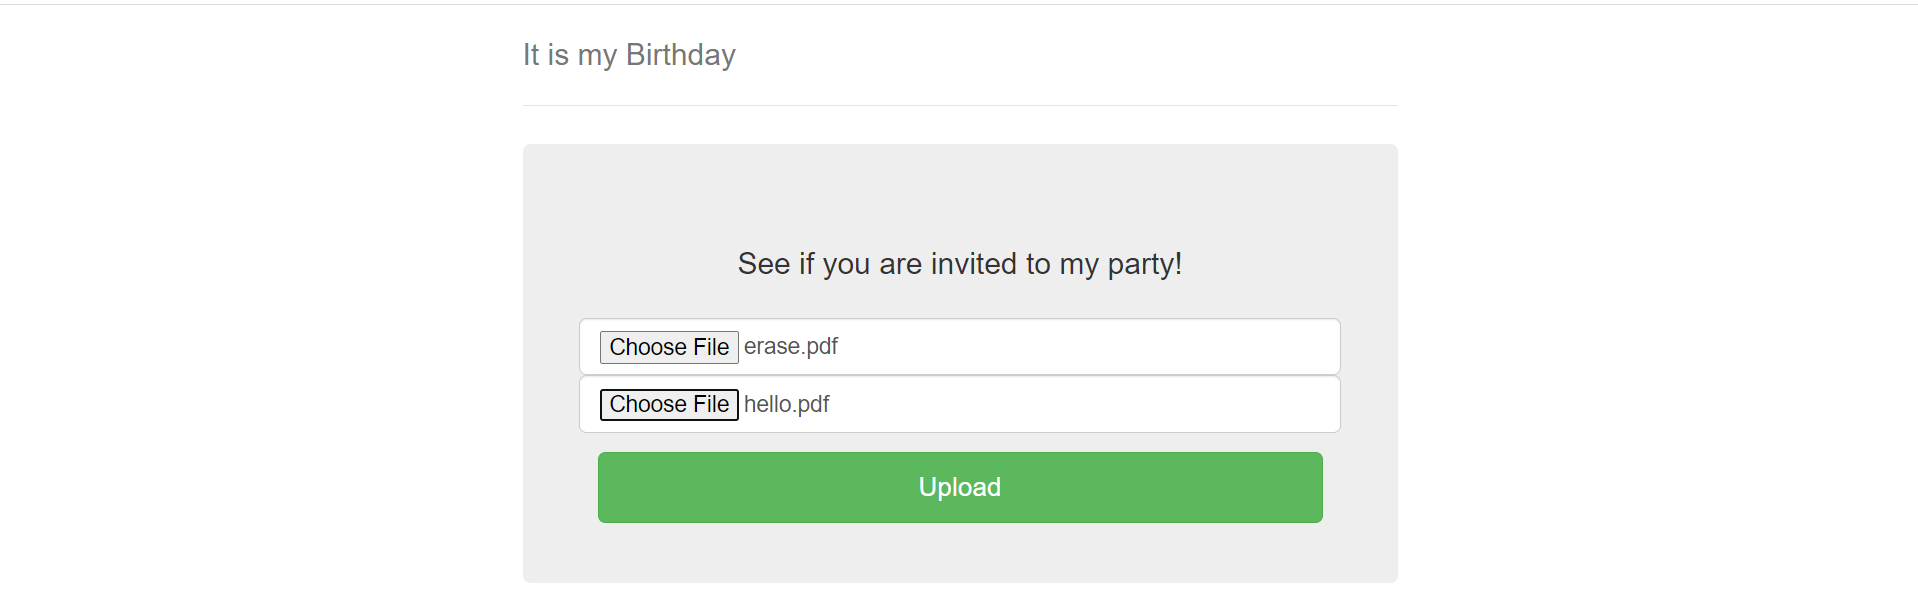 It is my Birthday
See if you are invited to my party!
Choose File erase.pdf
Choose File hello.pdf
Upload